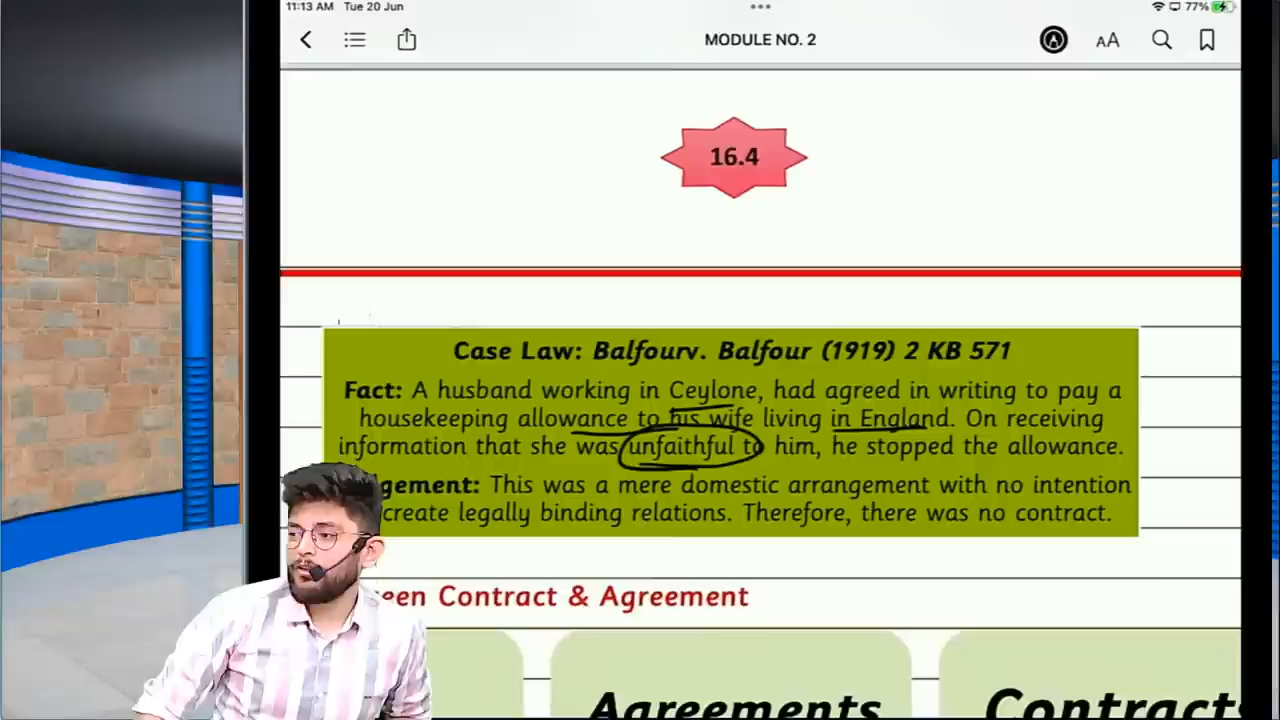 11:13 AM Tue 20 Jun
77%
MODULE NO. 2
AA
16.4
Case Law: Balfourv. Balfour (1919) 2 KB 571
Fact: A husband working in Ceylone, had agreed in writing to pay a
housekeeping allowance to his wife living in England. On receiving
information that she was unfaithful to him, he stopped the allowance.
gement: This was a mere domestic arrangement with no intention
create legally binding relations. Therefore, there was no contract.
een Contract & Agreement
Agreements
Contracts